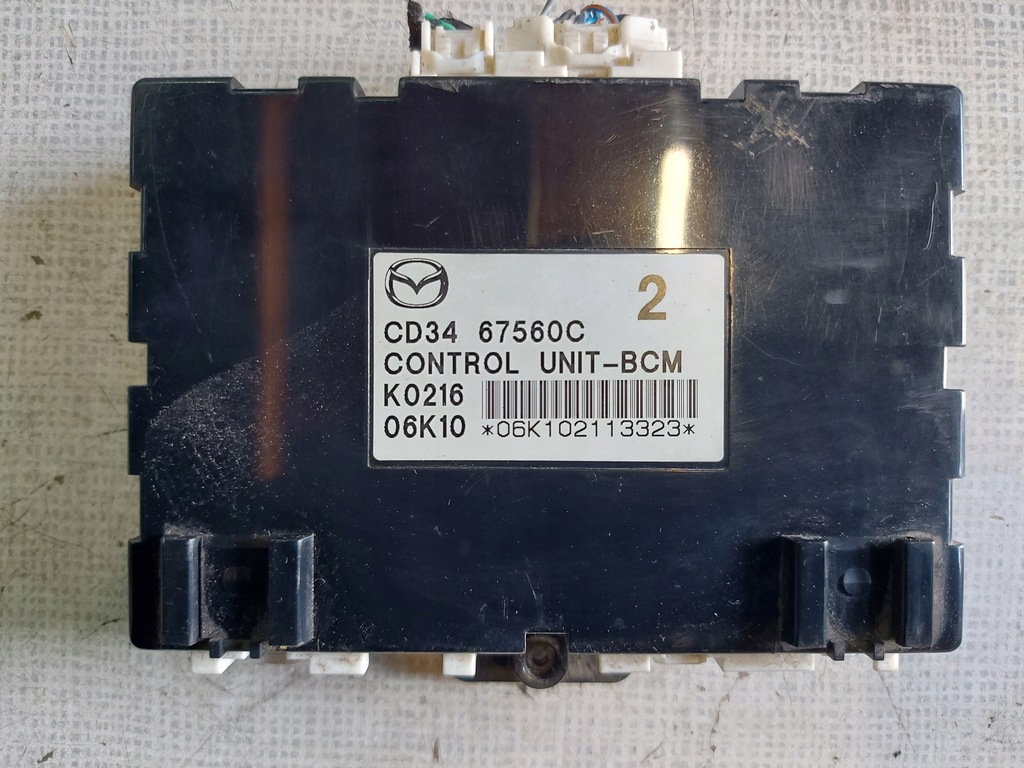 2
CD34 67560C
CONTROL UNIT-BCM
K0216
06K10 *06K102113323*